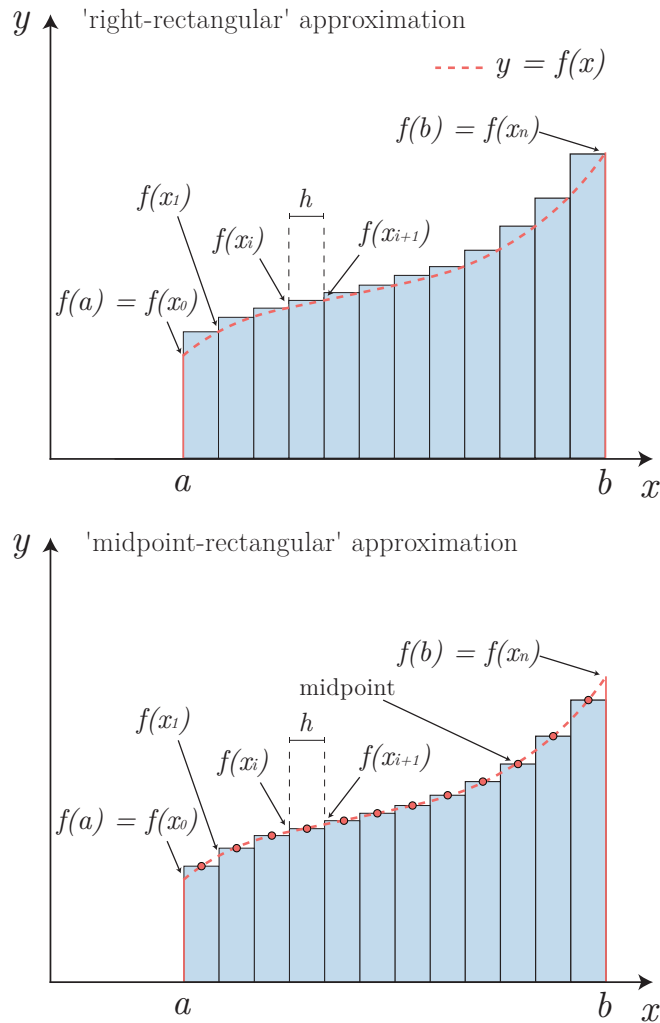 y 'right-rectangular' approximation
y = f(x)
f(b) = f(xₙ)
f(x₁)
h
f(xᵢ)
f(xᵢ₊₁)
f(a) = f(x₀)
a
b
x
y 'midpoint-rectangular' approximation
f(b) = f(xₙ)
midpoint
f(x₁)
h
f(xᵢ)
f(xᵢ₊₁)
f(a) = f(x₀)
a
b
x